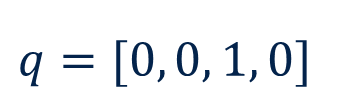 q = [0, 0, 1, 0]